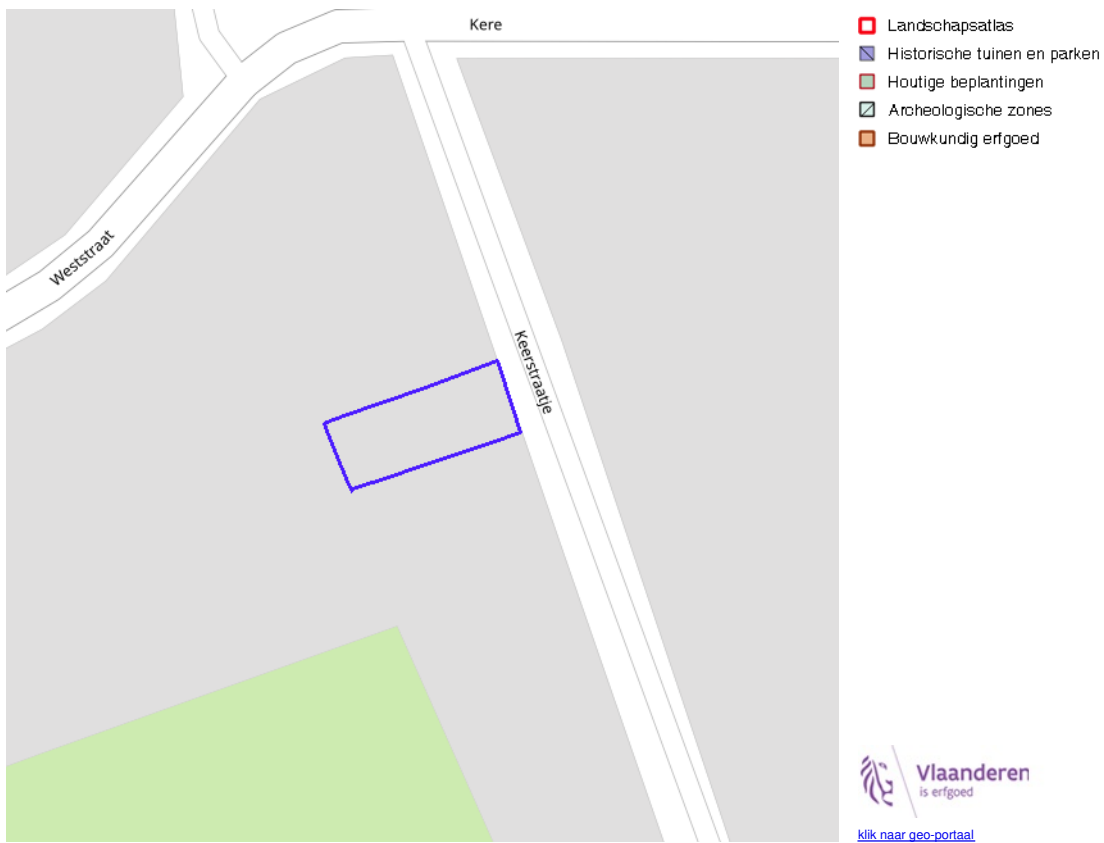 Kere
Weststraat
Keerstraatje
Landschapsatlas
Historische tuinen en parken
Houtige beplantingen
Archeologische zones
Bouwkundig erfgoed
Vlaanderen
is erfgoed
klik naar geo-portaal